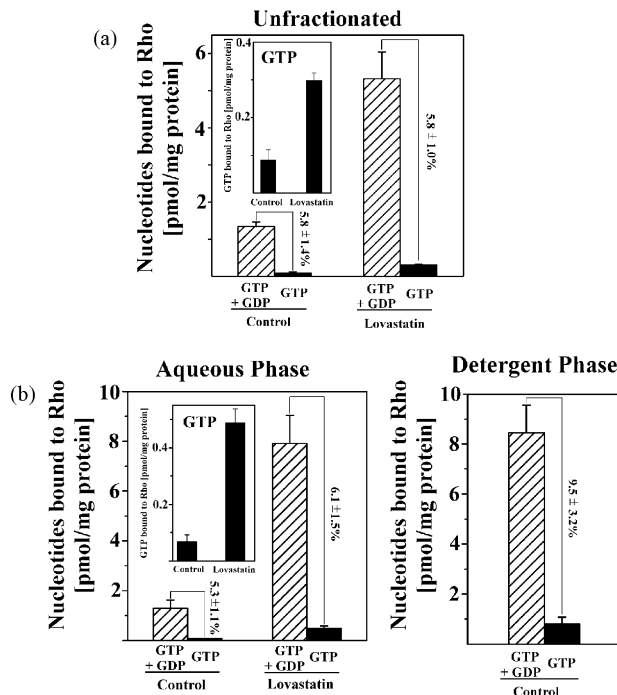 Unfractionated
(a)
Nucleotides bound to Rho
[pmol/mg protein]
6
4
2
GTP
GTP bound to Rho [pmol/mg protein]
0.4
0.2
Control
Lovastatin
5.8 ± 1.4%
5.8 ± 1.0%
GTP
+ GDP
GTP
GTP
+ GDP
GTP
Control
Lovastatin
(b)
Aqueous Phase
Nucleotides bound to Rho
[pmol/mg protein]
10
8
6
4
2
GTP
GTP bound to Rho [pmol/mg protein]
0.4
0.2
Control
Lovastatin
5.3 ±1.1%
6.1 ±1.5%
GTP
+ GDP
GTP
GTP
+ GDP
GTP
Control
Lovastatin
Detergent Phase
Nucleotides bound to Rho
[pmol/mg protein]
10
8
6
4
2
9.5 ± 3.2%
GTP
+ GDP
GTP
Control